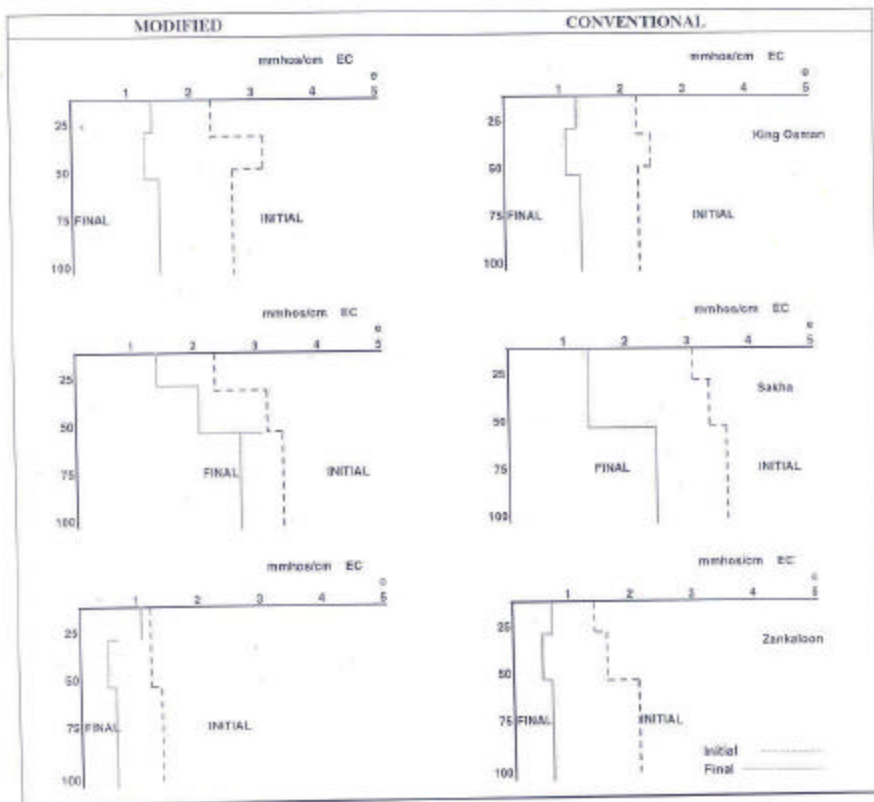 MODIFIED CONVENTIONAL
mmhos/cm EC
e
1 2 3 4 5
25
50
75 FINAL INITIAL
100
mmhos/cm EC
e
1 2 3 4 5
25 King Osman
50
75 FINAL INITIAL
100
mmhos/cm EC
e
1 2 3 4 5
25
50
75 FINAL INITIAL
100
mmhos/cm EC
e
1 2 3 4 5
25 Sakha
50
75 FINAL INITIAL
100
mmhos/cm EC
e
1 2 3 4 5
25
50
75 FINAL INITIAL
100
mmhos/cm EC
e
1 2 3 4 5
25 Zankaloon
50
75 FINAL INITIAL
100
Initial
Final